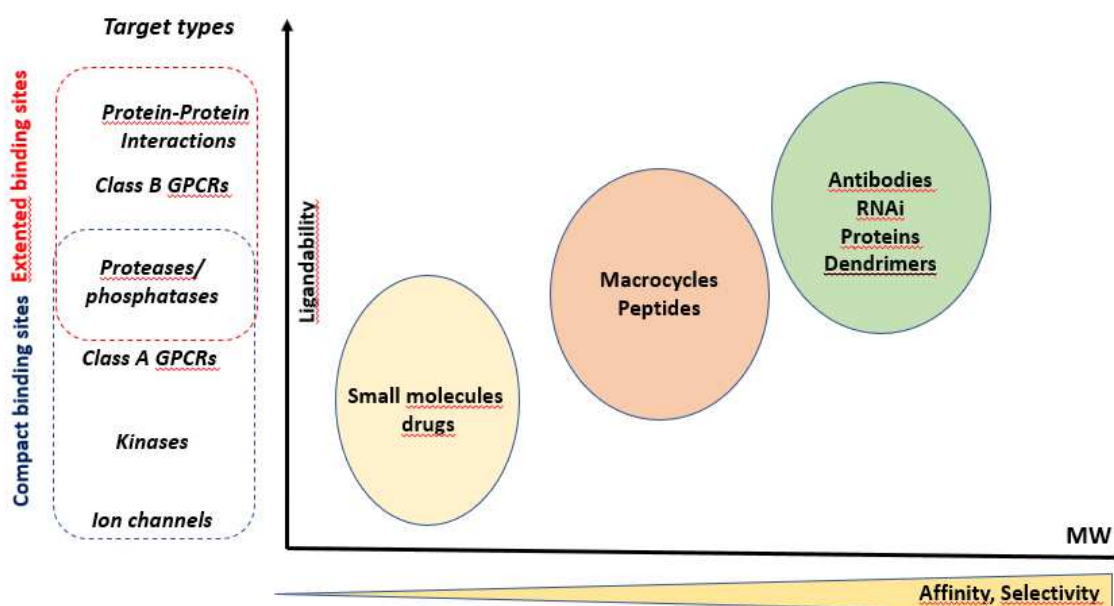 Target types
Extented binding sites
Compact binding sites
Protein-Protein
Interactions
Class B GPCRs
Proteases/
phosphatases
Class A GPCRs
Kinases
Ion channels
Ligandability
Small molecules
drugs
Macrocycles
Peptides
Antibodies
RNAi
Proteins
Dendrimers
MW
Affinity, Selectivity